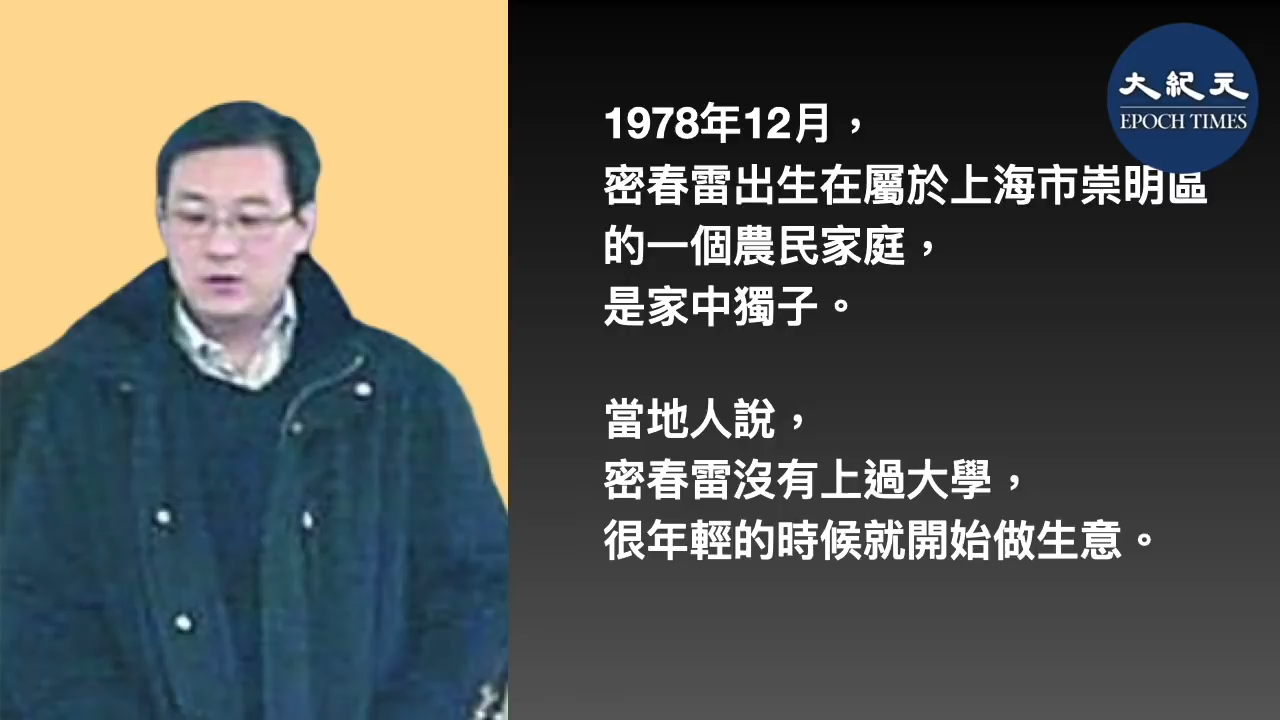 大紀元
EPOCH TIMES
1978年12月，
密春雷出生在屬於上海市崇明區
的一個農民家庭，
是家中獨子。
當地人說，
密春雷沒有上過大學，
很年輕的時候就開始做生意。